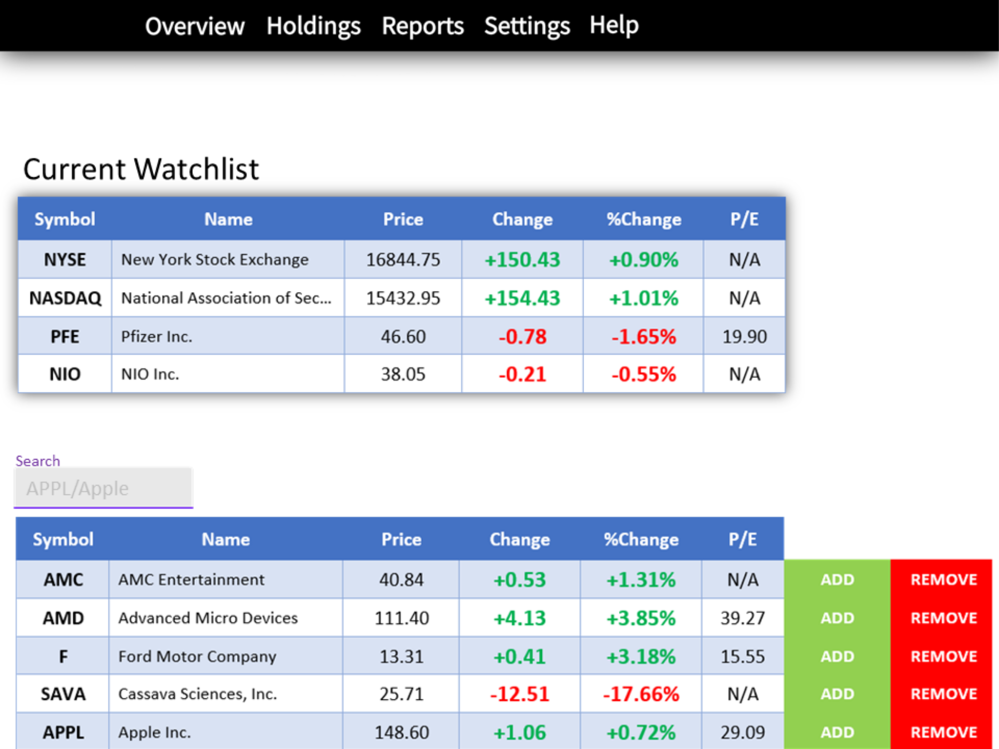 Overview Holdings Reports Settings Help
Current Watchlist
Symbol Name Price Change %Change P/E
NYSE New York Stock Exchange 16844.75 +150.43 +0.90% N/A
NASDAQ National Association of Sec... 15432.95 +154.43 +1.01% N/A
PFE Pfizer Inc. 46.60 -0.78 -1.65% 19.90
NIO NIO Inc. 38.05 -0.21 -0.55% N/A
Search
APPL/Apple
Symbol Name Price Change %Change P/E
AMC AMC Entertainment 40.84 +0.53 +1.31% N/A ADD REMOVE
AMD Advanced Micro Devices 111.40 +4.13 +3.85% 39.27 ADD REMOVE
F Ford Motor Company 13.31 +0.41 +3.18% 15.55 ADD REMOVE
SAVA Cassava Sciences, Inc. 25.71 -12.51 -17.66% N/A ADD REMOVE
APPL Apple Inc. 148.60 +1.06 +0.72% 29.09 ADD REMOVE